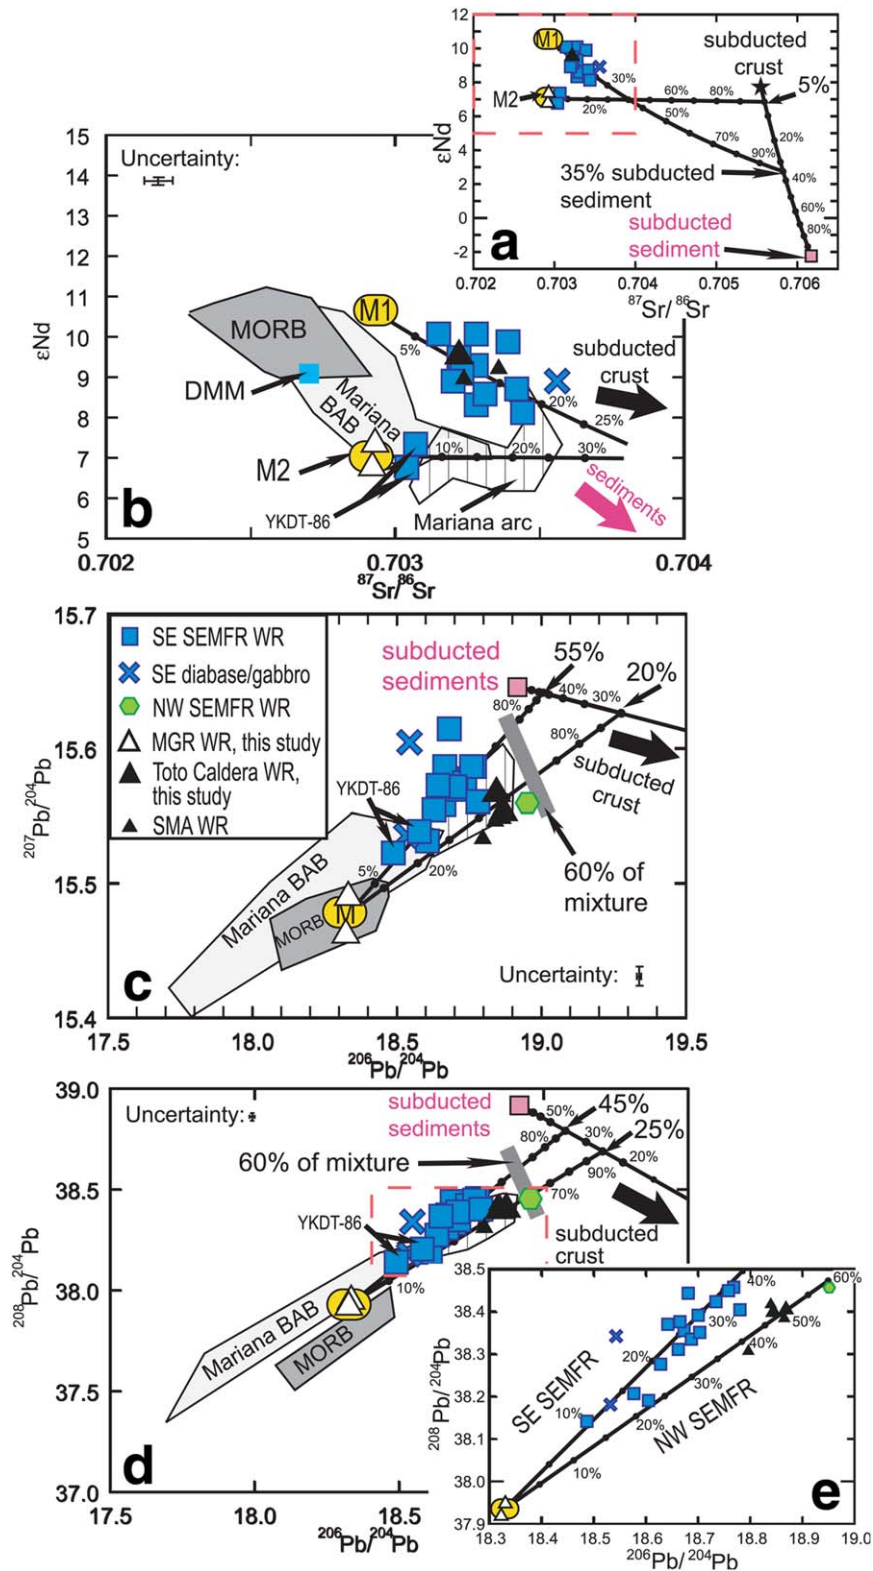 12
10
8
6
4
2
0
-2
εNd
M1
M2
30%
20%
60%
80%
50%
70%
90%
subducted
crust
5%
20%
40%
60%
80%
35% subducted
sediment
subducted
sediment
a
0.702
0.703
0.704
0.705
0.706
87Sr/86Sr
15
14
13
12
11
10
9
8
7
6
5
εNd
Uncertainty:
MORB
M1
5%
DMM
Mariana
BAB
M2
YKDT-86
10%
20%
30%
20%
25%
subducted
crust
sediments
Mariana arc
b
0.702
0.703
0.704
87Sr/86Sr
15.7
15.6
15.5
15.4
207Pb/204Pb
SE SEMFR WR
SE diabase/gabbro
NW SEMFR WR
MGR WR, this study
Toto Caldera WR,
this study
SMA WR
subducted
sediments
55%
20%
40%
30%
80%
80%
subducted
crust
YKDT-86
5%
20%
60% of
mixture
Mariana BAB
MORB
M
Uncertainty:
c
17.5
18.0
18.5
19.0
19.5
206Pb/204Pb
39.0
38.5
38.0
37.5
37.0
208Pb/204Pb
Uncertainty:
subducted
sediments
50%
45%
80%
30%
25%
20%
90%
70%
60% of mixture
YKDT-86
subducted
crust
10%
Mariana BAB
MORB
d
17.5
18.0
18.5
206Pb/204Pb
38.5
38.4
38.3
38.2
38.1
38.0
37.9
208Pb/204Pb
40%
60%
30%
50%
20%
40%
10%
30%
20%
10%
SE SEMFR
NW SEMFR
e
18.3
18.4
18.5
18.6
18.7
18.8
18.9
19.0
206Pb/204Pb